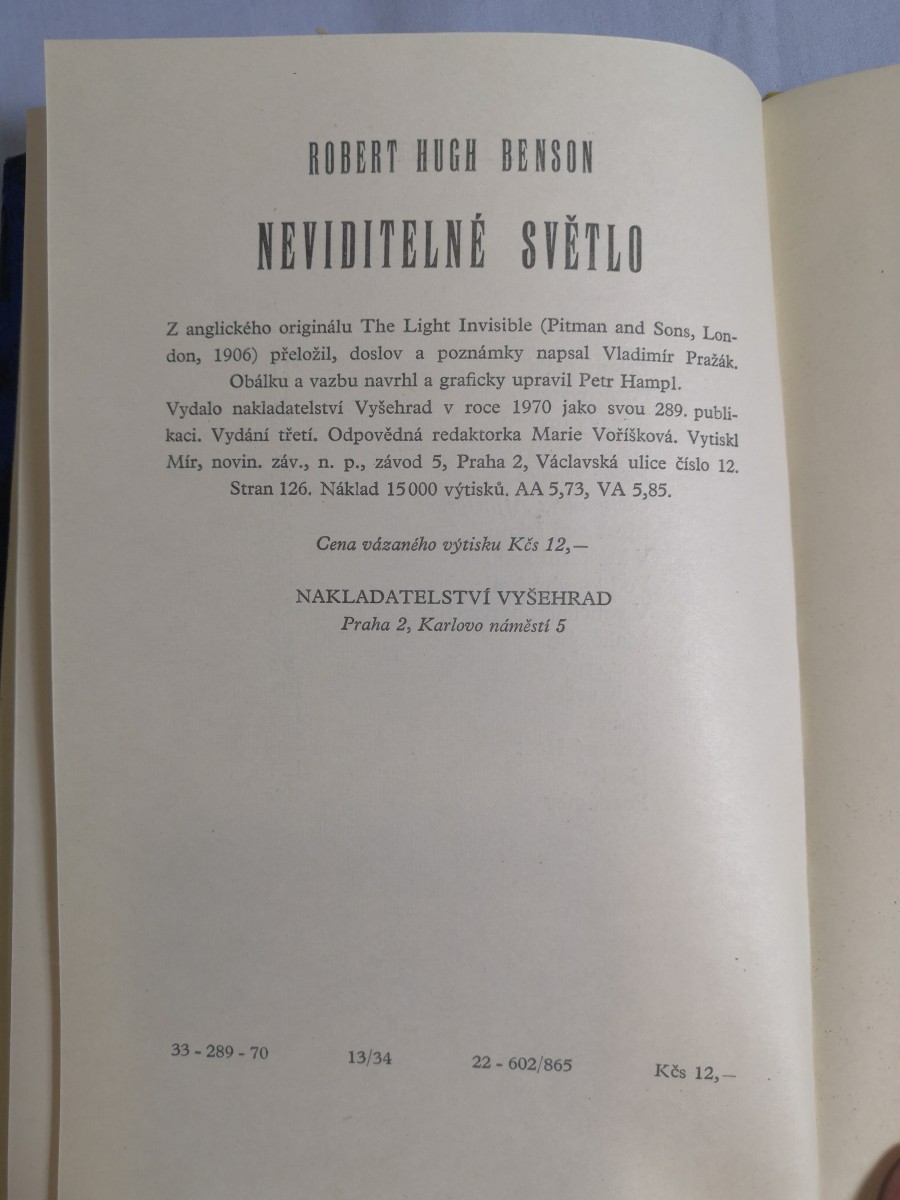 ROBERT HUGH BENSON
NEVIDITELNÉ SVĚTLO
Z anglického originálu The Light Invisible (Pitman and Sons, Lon-
don, 1906) přeložil, doslov a poznámky napsal Vladimír Pražák.
Obálku a vazbu navrhl a graficky upravil Petr Hampl.
Vydalo nakladatelství Vyšehrad v roce 1970 jako svou 289. publi-
kaci. Vydání třetí. Odpovědná redaktorka Marie Voříšková. Vytiskl
Mír, novin. záv., n. p., závod 5, Praha 2, Václavská ulice číslo 12.
Stran 126. Náklad 15 000 výtisků. AA 5,73, VA 5,85.
Cena vázaného výtisku Kčs 12,—
NAKLADATELSTVÍ VYŠEHRAD
Praha 2, Karlovo náměstí 5
33 - 289 - 70 13/34 22 - 602/865 Kčs 12,—